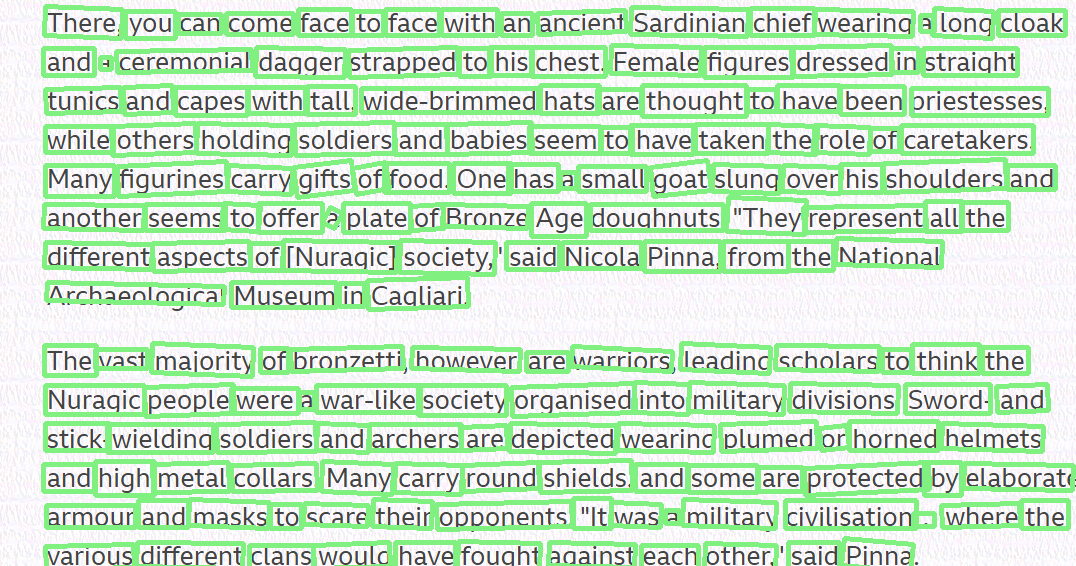 There, you can come face to face with an ancient Sardinian chief wearing a long cloak
and a ceremonial dagger strapped to his chest. Female figures dressed in straight
tunics and capes with tall, wide-brimmed hats are thought to have been priestesses,
while others holding soldiers and babies seem to have taken the role of caretakers.
Many figurines carry gifts of food. One has a small goat slung over his shoulders and
another seems to offer a plate of Bronze Age doughnuts. "They represent all the
different aspects of [Nuragic] society," said Nicola Pinna, from the National
Archaeological Museum in Cagliari.
The vast majority of bronzetti, however, are warriors, leading scholars to think the
Nuragic people were a war-like society organised into military divisions. Sword- and
stick-wielding soldiers and archers are depicted wearing plumed or horned helmets
and high metal collars. Many carry round shields, and some are protected by elaborate
armour and masks to scare their opponents. "It was a military civilisation... where the
various different clans would have fought against each other," said Pinna.